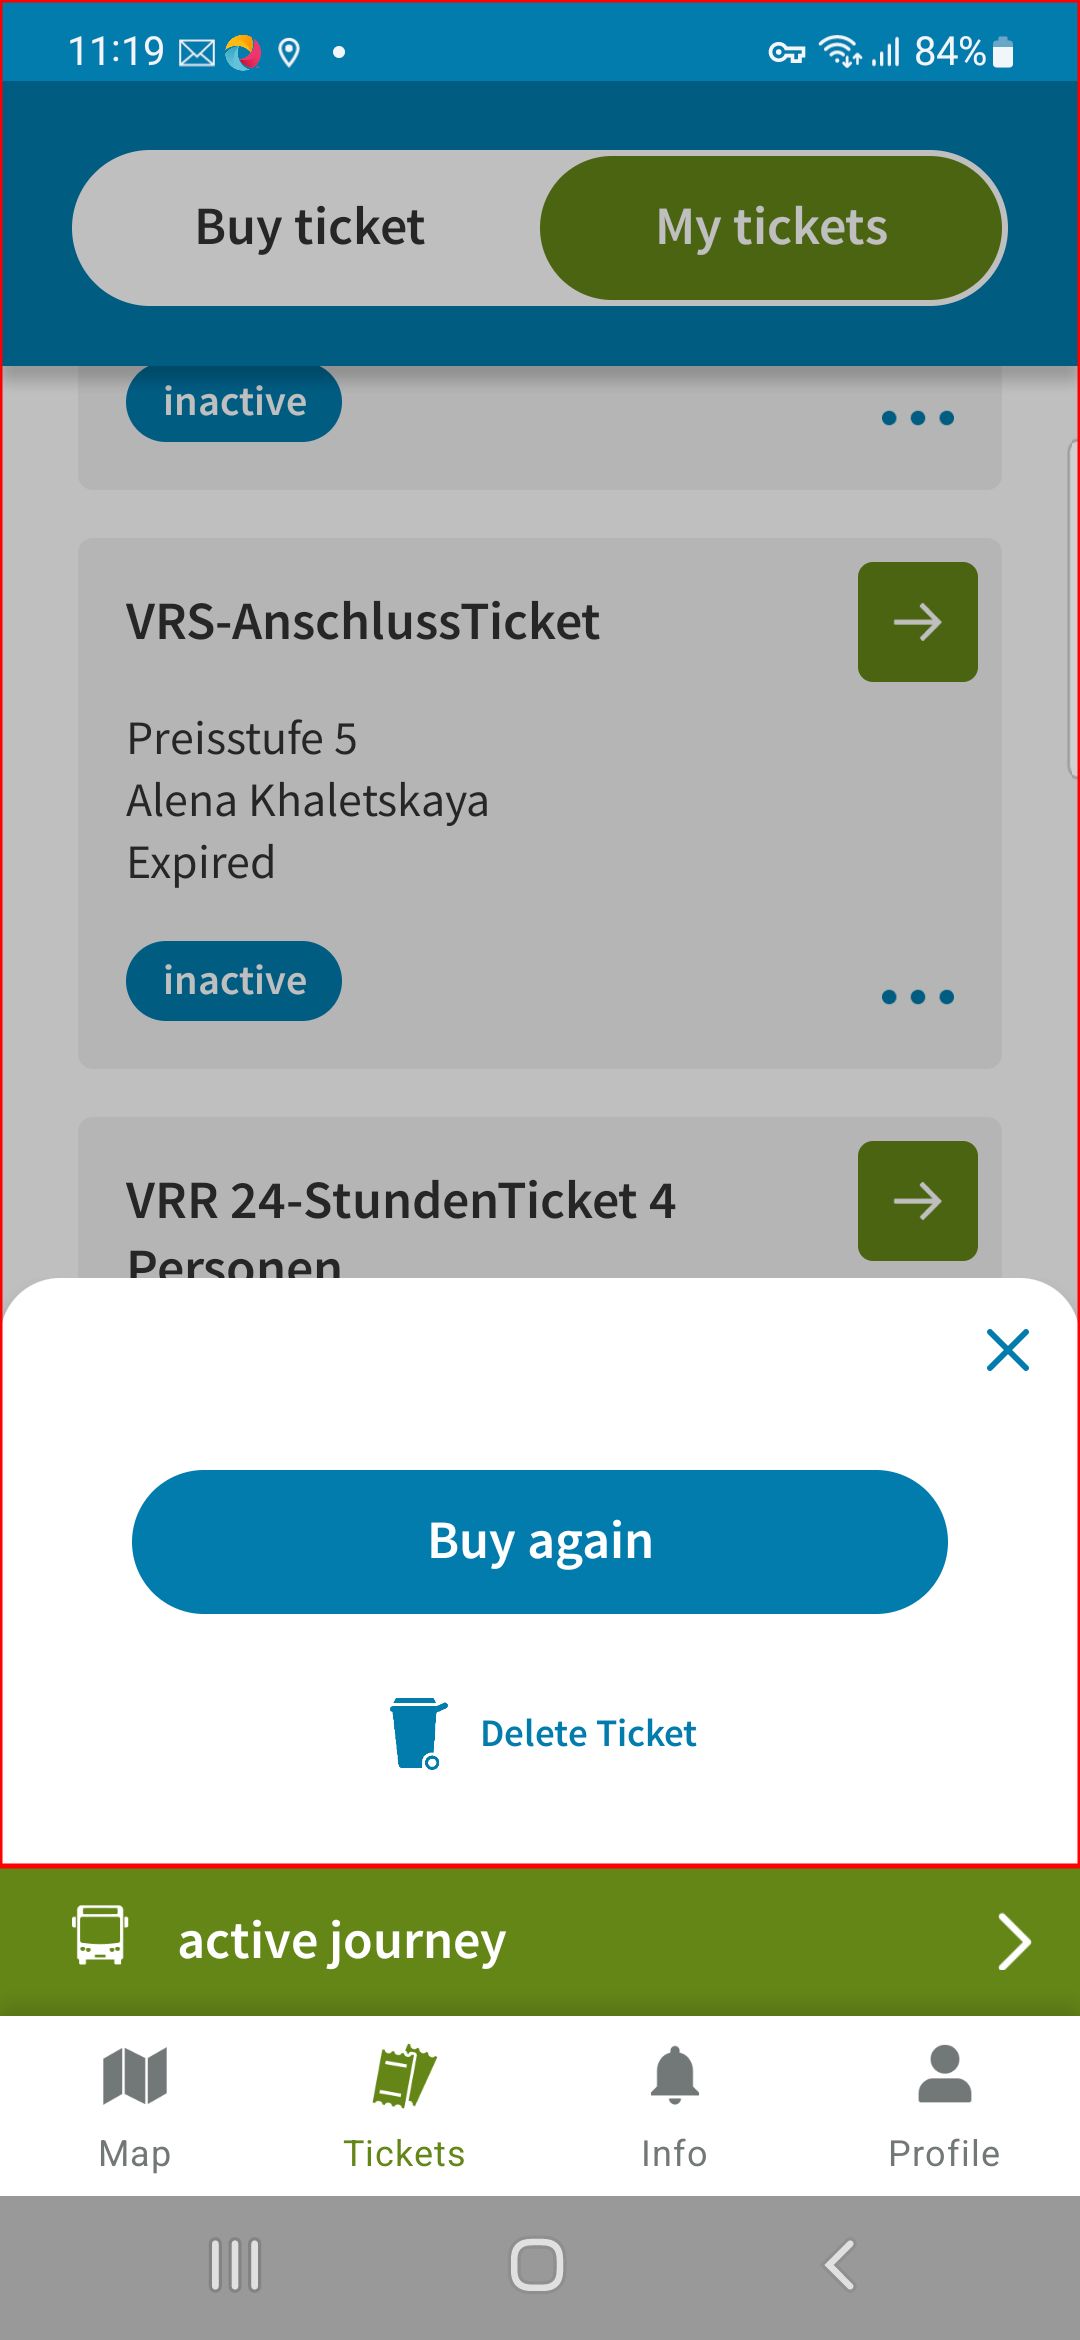 11:19
84%
Buy ticket
My tickets
inactive
VRS-AnschlussTicket
Preisstufe 5
Alena Khaletskaya
Expired
inactive
VRR 24-StundenTicket 4
Personen
Buy again
Delete Ticket
active journey
Map
Tickets
Info
Profile